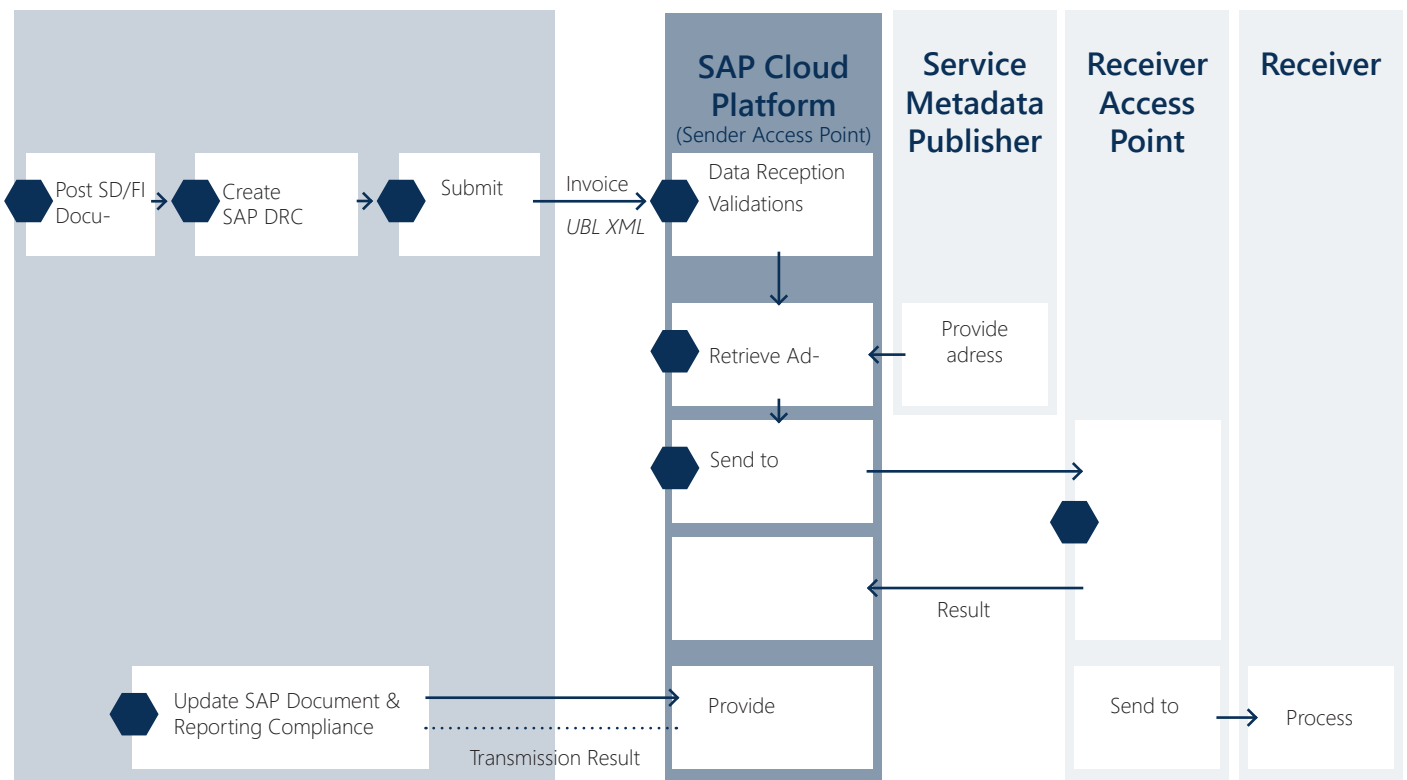 SAP Cloud
Platform
(Sender Access Point)
Service
Metadata
Publisher
Receiver
Access
Point
Receiver
Post SD/FI
Docu-
Create
SAP DRC
Submit
Invoice
UBL XML
Data Reception
Validations
Retrieve Ad-
Provide
adress
Send to
Result
Update SAP Document &
Reporting Compliance
Transmission Result
Provide
Send to
Process